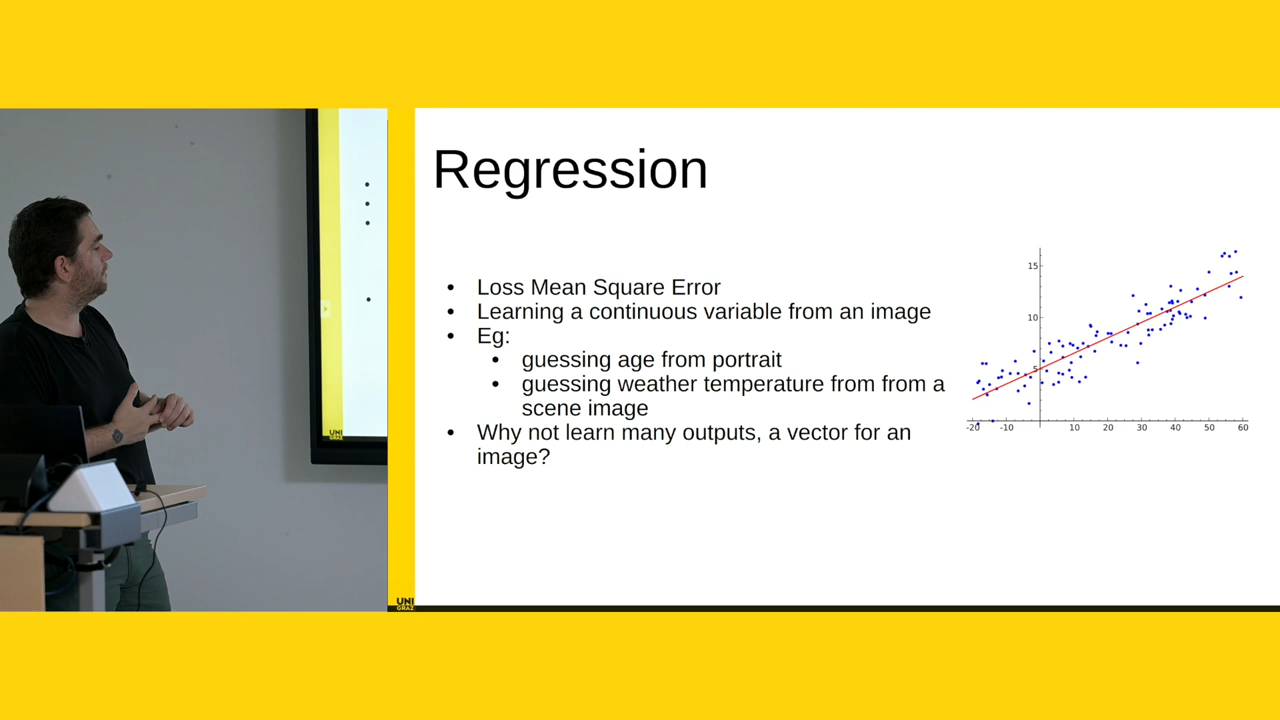 Regression
• Loss Mean Square Error
• Learning a continuous variable from an image
• Eg:
• guessing age from portrait
• guessing weather temperature from from a
scene image
• Why not learn many outputs, a vector for an
image?
15
10
5
-20 -10 10 20 30 40 50 60
UNI
GRAZ
UNI
GRAZ